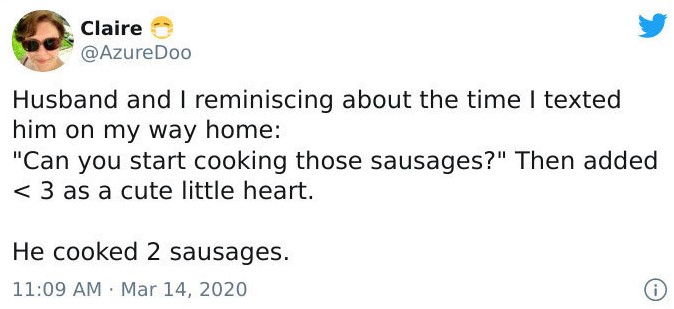 Claire 😷
@AzureDoo
Husband and I reminiscing about the time I texted
him on my way home:
"Can you start cooking those sausages?" Then added
< 3 as a cute little heart.
He cooked 2 sausages.
11:09 AM · Mar 14, 2020